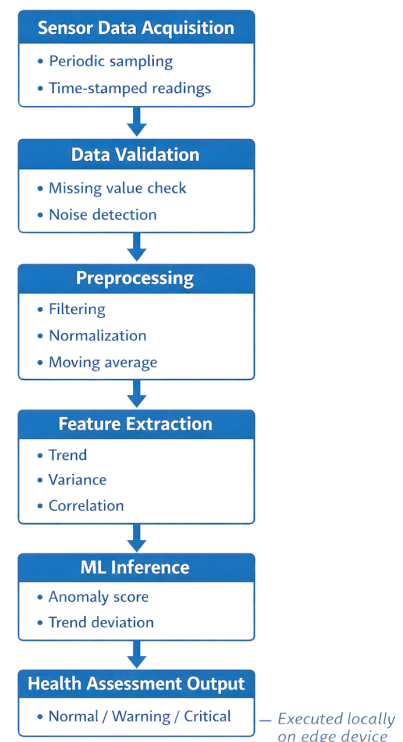 Sensor Data Acquisition
• Periodic sampling
• Time-stamped readings
Data Validation
• Missing value check
• Noise detection
Preprocessing
• Filtering
• Normalization
• Moving average
Feature Extraction
• Trend
• Variance
• Correlation
ML Inference
• Anomaly score
• Trend deviation
Health Assessment Output
• Normal / Warning / Critical
— Executed locally
on edge device